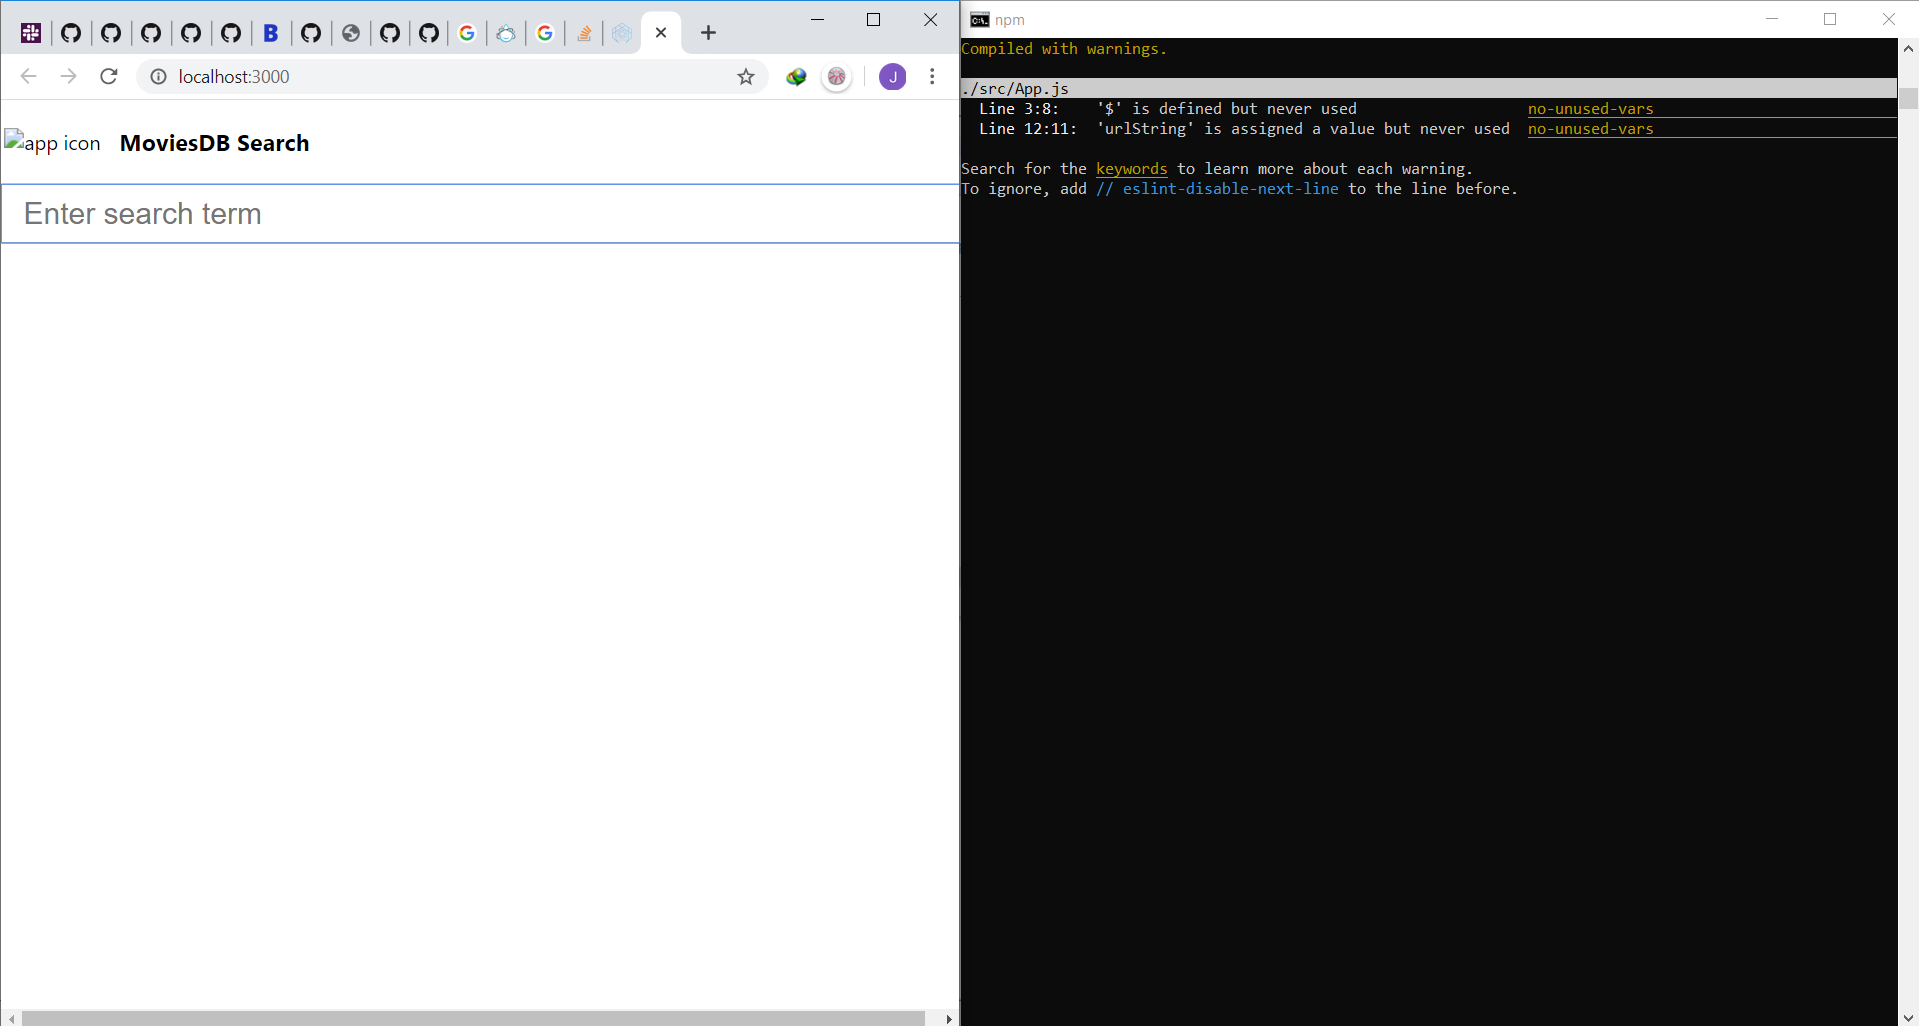 B
localhost:3000
J
app icon
MoviesDB Search
Enter search term
npm
Compiled with warnings.
./src/App.js
Line 3:8: '$' is defined but never used no-unused-vars
Line 12:11: 'urlString' is assigned a value but never used no-unused-vars
Search for the keywords to learn more about each warning.
To ignore, add // eslint-disable-next-line to the line before.